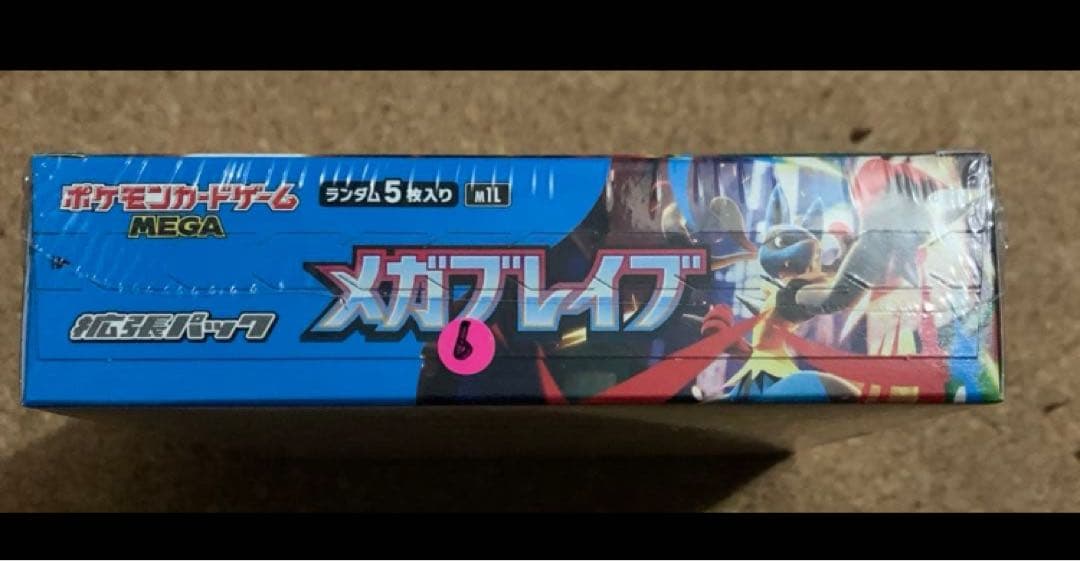 ポケモンカードゲーム
MEGA
ランダム5枚入り M1L
拡張パック
メガブレイブ
6